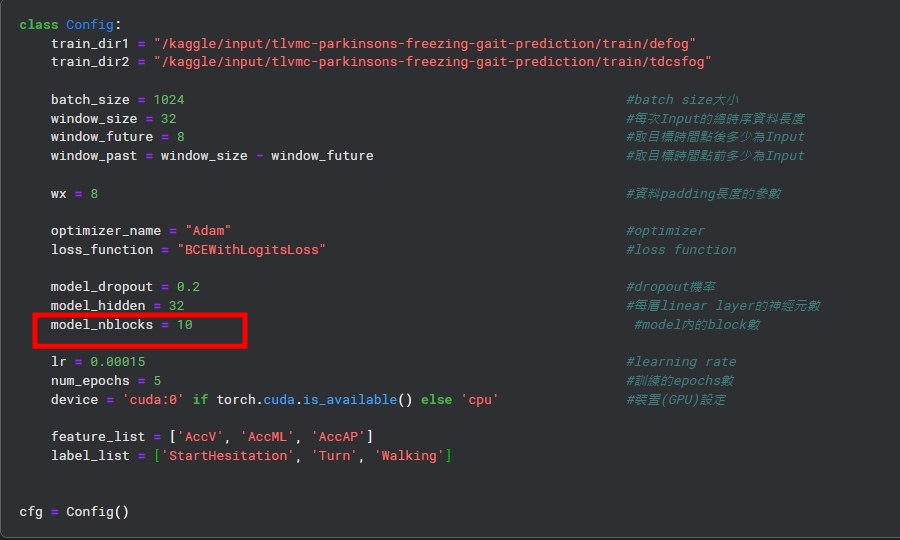 class Config:
train_dir1 = "/kaggle/input/tlvmc-parkinsons-freezing-gait-prediction/train/defog"
train_dir2 = "/kaggle/input/tlvmc-parkinsons-freezing-gait-prediction/train/tdcsfog"
batch_size = 1024 #batch size大小
window_size = 32 #每次Input的總時序資料長度
window_future = 8 #取目標時間點後多少為Input
window_past = window_size - window_future #取目標時間點前多少為Input
wx = 8 #資料padding長度的參數
optimizer_name = "Adam" #optimizer
loss_function = "BCEWithLogitsLoss" #loss function
model_dropout = 0.2 #dropout機率
model_hidden = 32 #每層linear layer的神經元數
model_nblocks = 10 #model內的block數
lr = 0.00015 #learning rate
num_epochs = 5 #訓練的epochs數
device = 'cuda:0' if torch.cuda.is_available() else 'cpu' #裝置(GPU)設定
feature_list = ['AccV', 'AccML', 'AccAP']
label_list = ['StartHesitation', 'Turn', 'Walking']
cfg = Config()